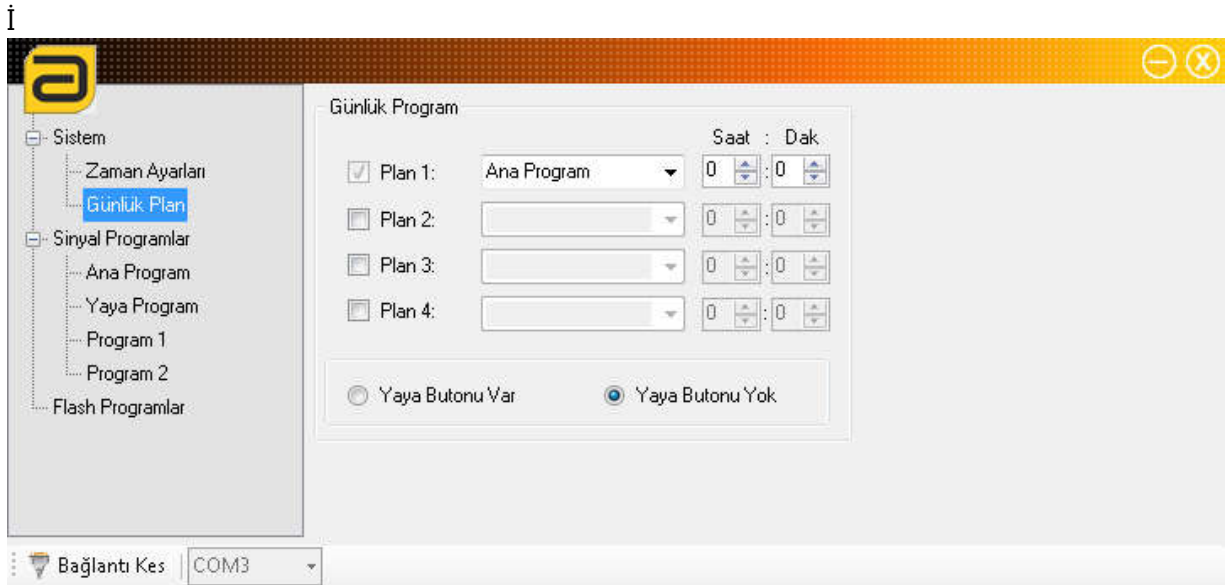 İ
Sistem
Zaman Ayarları
Günlük Plan
Sinyal Programlar
Ana Program
Yaya Program
Program 1
Program 2
Flash Programlar
Günlük Program
Saat : Dak
Plan 1: Ana Program 0 : 0
Plan 2: 0 : 0
Plan 3: 0 : 0
Plan 4: 0 : 0
Yaya Butonu Var Yaya Butonu Yok
Bağlantı Kes COM3